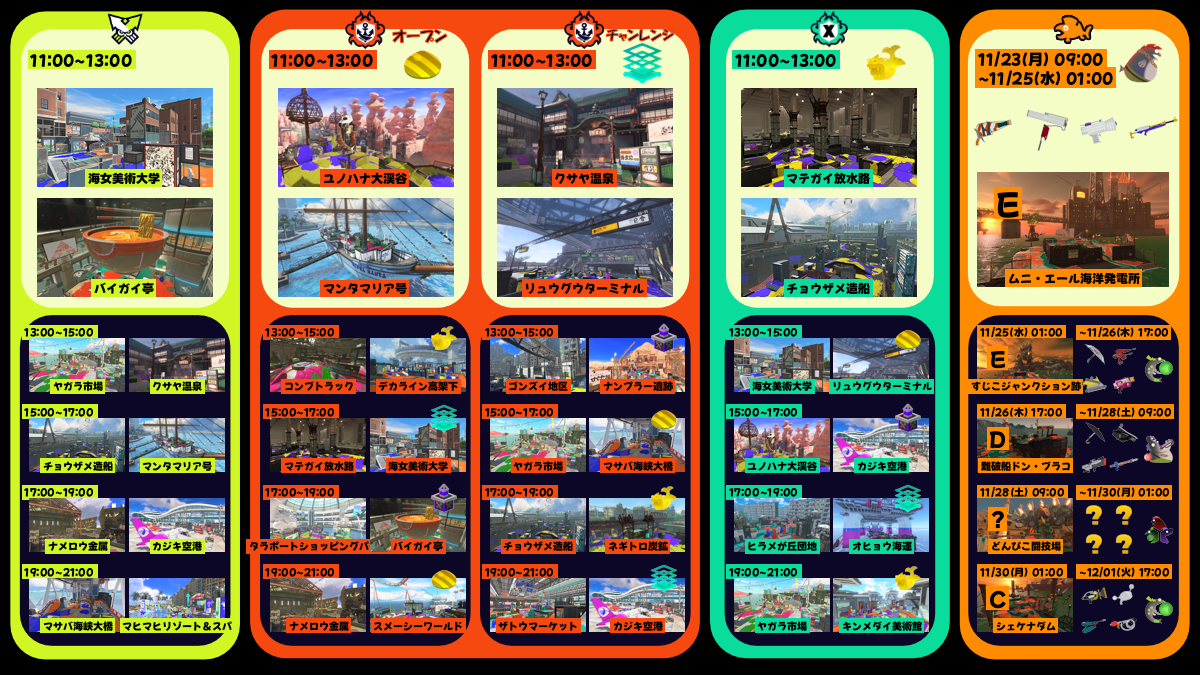 11:00~13:00
海女美術大学
バイガイ亭
13:00~15:00
ヤガラ市場
クサヤ温泉
15:00~17:00
チョウザメ造船
マンタマリア号
17:00~19:00
ナメロウ金属
カジキ空港
19:00~21:00
マサバ海峡大橋
マヒマヒリゾート&スパ
オープン
11:00~13:00
ユノハナ大渓谷
マンタマリア号
13:00~15:00
コンブトラック
デカライン高架下
15:00~17:00
マテガイ放水路
海女美術大学
17:00~19:00
タラポートショッピングパ
バイガイ亭
19:00~21:00
ナメロウ金属
スメーシーワールド
チャンレンジ
11:00~13:00
クサヤ温泉
リュウグウターミナル
13:00~15:00
ゴンズイ地区
ナンプラー遺跡
15:00~17:00
ヤガラ市場
マサバ海峡大橋
17:00~19:00
チョウザメ造船
ネギトロ炭鉱
19:00~21:00
ザトウマーケット
カジキ空港
X
11:00~13:00
マテガイ放水路
チョウザメ造船
13:00~15:00
海女美術大学
リュウグウターミナル
15:00~17:00
ユノハナ大渓谷
カジキ空港
17:00~19:00
ヒラメが丘団地
オヒョウ海運
19:00~21:00
ヤガラ市場
キンメダイ美術館
11/23(月) 09:00
~11/25(水) 01:00
E
ムニ・エール海洋発電所
11/25(水) 01:00
~11/26(木) 17:00
E
すじこジャンクション跡
11/26(木) 17:00
~11/28(土) 09:00
D
難破船ドン・ブラコ
11/28(土) 09:00
~11/30(月) 01:00
?
? ?
? ?
どんぴこ闘技場
11/30(月) 01:00
~12/01(火) 17:00
C
シェケナダム